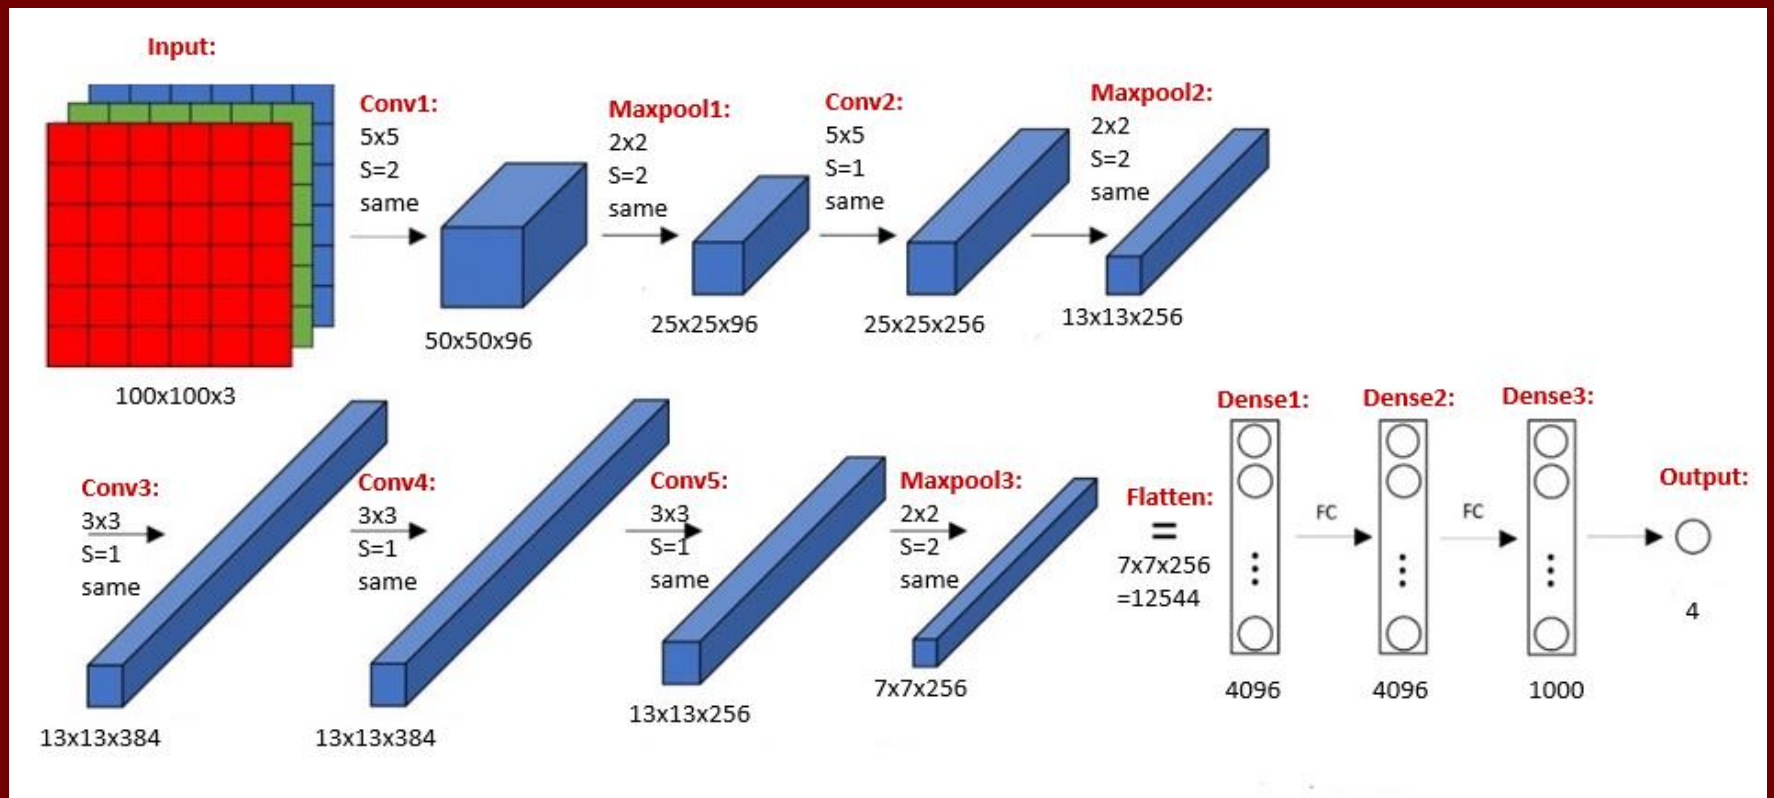 Input:
100x100x3
Conv1:
5x5
S=2
same
50x50x96
Maxpool1:
2x2
S=2
same
25x25x96
Conv2:
5x5
S=1
same
25x25x256
Maxpool2:
2x2
S=2
same
13x13x256
Conv3:
3x3
S=1
same
13x13x384
Conv4:
3x3
S=1
same
13x13x384
Conv5:
3x3
S=1
same
13x13x256
Maxpool3:
2x2
S=2
same
7x7x256
Flatten:
=
7x7x256
=12544
Dense1:
4096
FC
Dense2:
4096
FC
Dense3:
1000
Output:
4